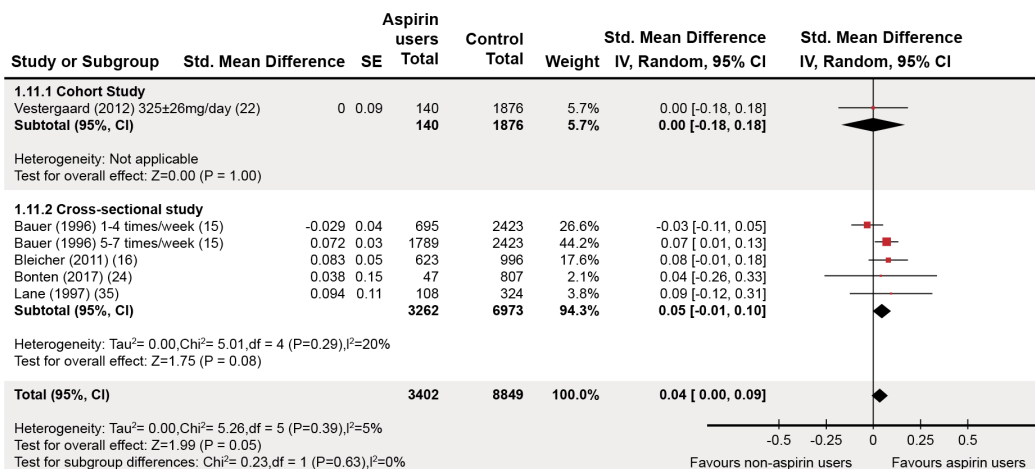 Aspirin
users Control Std. Mean Difference Std. Mean Difference
Study or Subgroup Std. Mean Difference SE Total Total Weight IV, Random, 95% CI IV, Random, 95% CI
1.11.1 Cohort Study
Vestergaard (2012) 325±26mg/day (22) 0 0.09 140 1876 5.7% 0.00 [-0.18, 0.18]
Subtotal (95%, CI) 140 1876 5.7% 0.00 [-0.18, 0.18]
Heterogeneity: Not applicable
Test for overall effect: Z=0.00 (P = 1.00)
1.11.2 Cross-sectional study
Bauer (1996) 1-4 times/week (15) -0.029 0.04 695 2423 26.6% -0.03 [-0.11, 0.05]
Bauer (1996) 5-7 times/week (15) 0.072 0.03 1789 2423 44.2% 0.07 [ 0.01, 0.13]
Bleicher (2011) (16) 0.083 0.05 623 996 17.6% 0.08 [-0.01, 0.18]
Bonten (2017) (24) 0.038 0.15 47 807 2.1% 0.04 [-0.26, 0.33]
Lane (1997) (35) 0.094 0.11 108 324 3.8% 0.09 [-0.12, 0.31]
Subtotal (95%, CI) 3262 6973 94.3% 0.05 [-0.01, 0.10]
Heterogeneity: Tau²= 0.00,Chi²= 5.01,df = 4 (P=0.29),I²=20%
Test for overall effect: Z=1.75 (P = 0.08)
Total (95%, CI) 3402 8849 100.0% 0.04 [ 0.00, 0.09]
Heterogeneity: Tau²= 0.00,Chi²= 5.26,df = 5 (P=0.39),I²=5%
Test for overall effect: Z=1.99 (P = 0.05)
Test for subgroup differences: Chi²= 0.23,df = 1 (P=0.63),I²=0%
-0.5 -0.25 0 0.25 0.5
Favours non-aspirin users Favours aspirin users